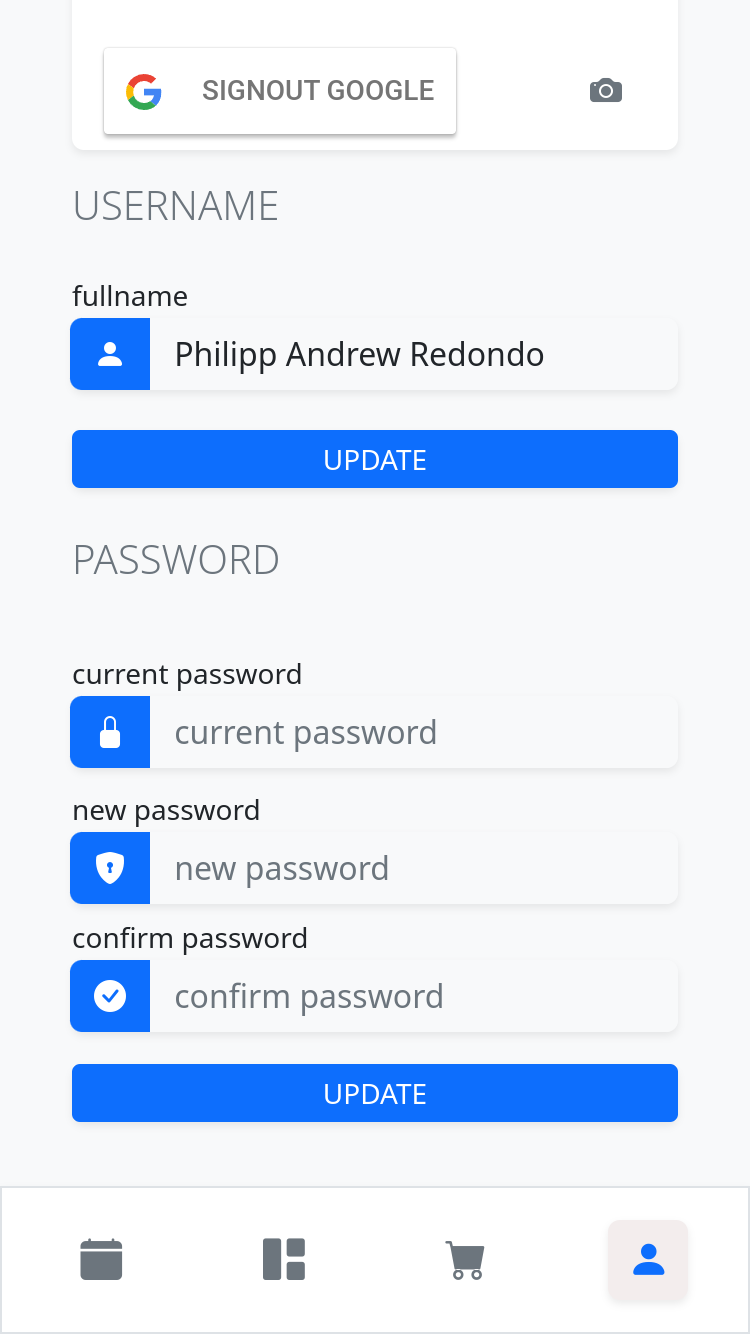 SIGNOUT GOOGLE
USERNAME
fullname
Philipp Andrew Redondo
UPDATE
PASSWORD
current password
current password
new password
new password
confirm password
confirm password
UPDATE